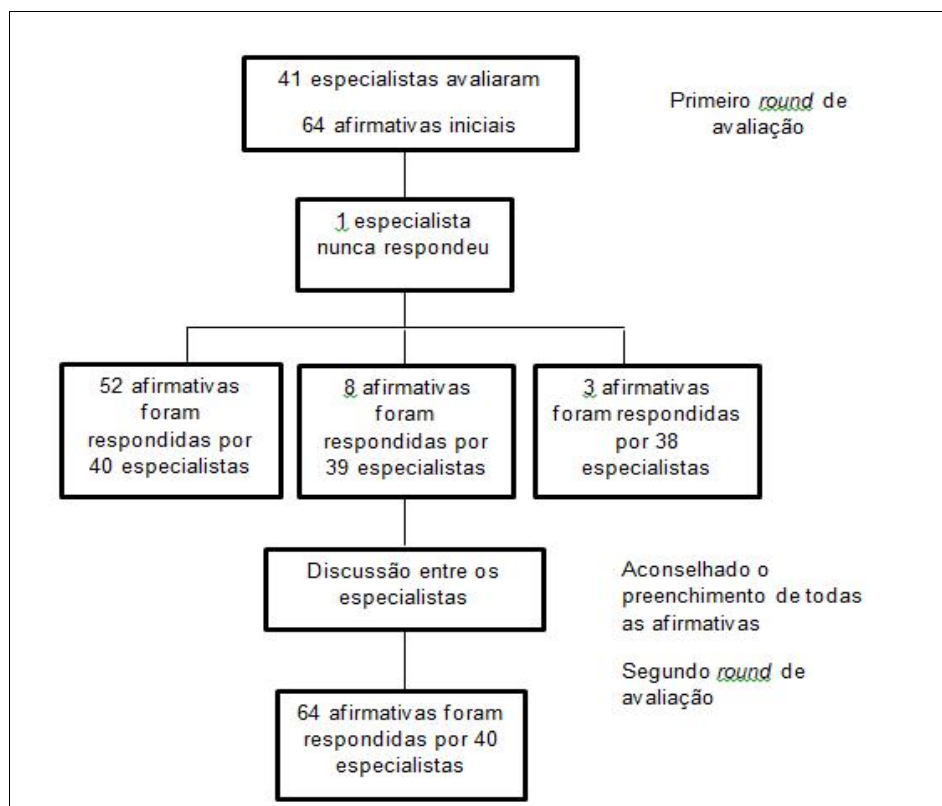 41 especialistas avaliaram
64 afirmativas iniciais
Primeiro round de
avaliação
1 especialista
nunca respondeu
52 afirmativas
foram
respondidas por
40 especialistas
8 afirmativas
foram
respondidas por
39 especialistas
3 afirmativas
foram respondidas
por 38
especialistas
Discussão entre os
especialistas
Aconselhado o
preenchimento de todas
as afirmativas
Segundo round de
avaliação
64 afirmativas foram
respondidas por 40
especialistas